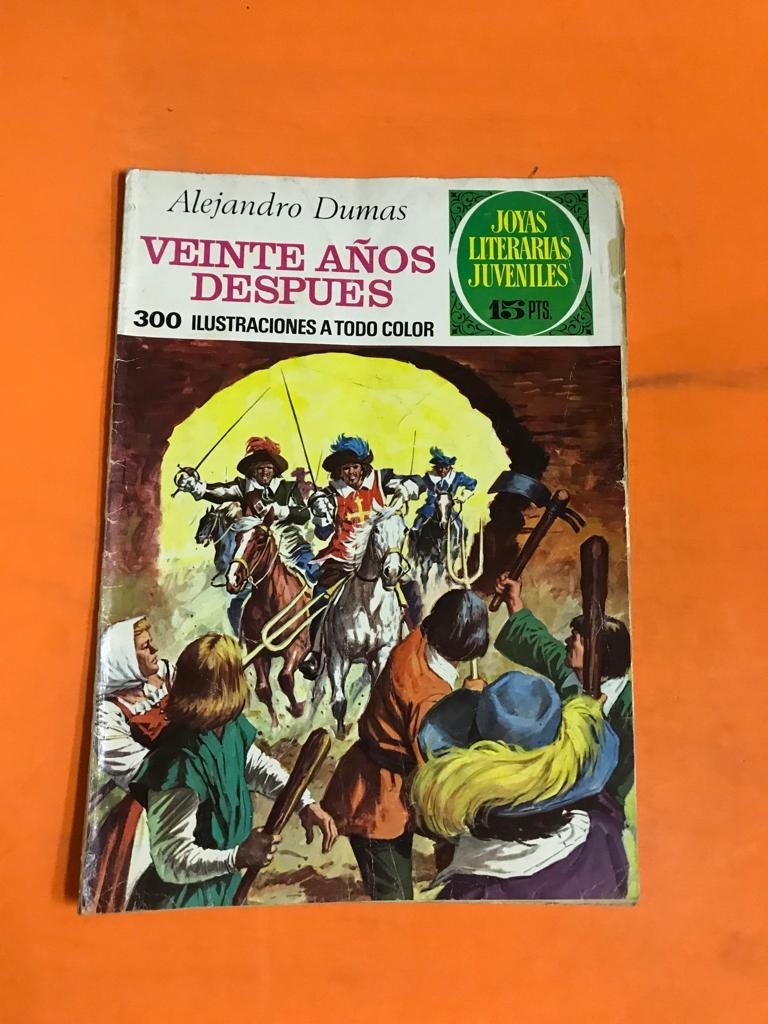 Alejandro Dumas
VEINTE AÑOS
DESPUES
300 ILUSTRACIONES A TODO COLOR
JOYAS
LITERARIAS
JUVENILES
15 PTS.